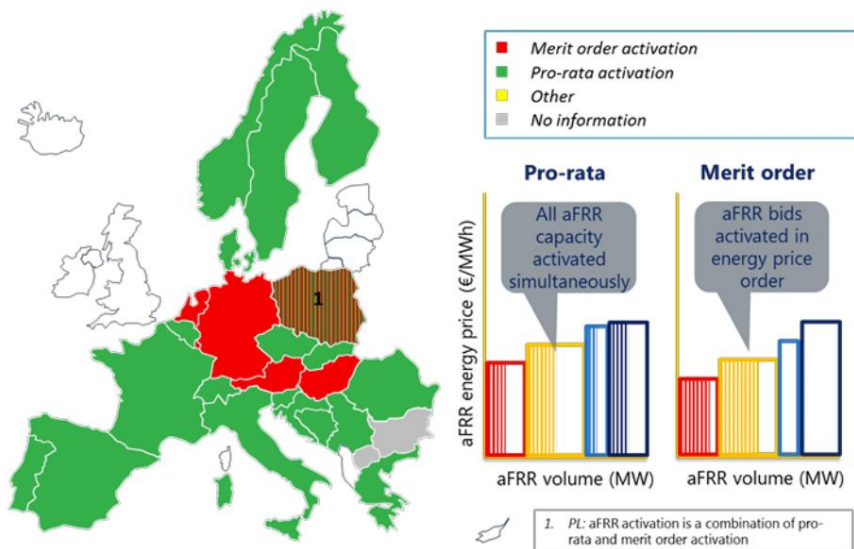 Merit order activation
Pro-rata activation
Other
No information
1
Pro-rata
Merit order
All aFRR
capacity
activated
simultaneously
aFRR bids
activated in
energy price
order
aFRR energy price (€/MWh)
aFRR volume (MW)
aFRR volume (MW)
1. PL: aFRR activation is a combination of pro-
rata and merit order activation